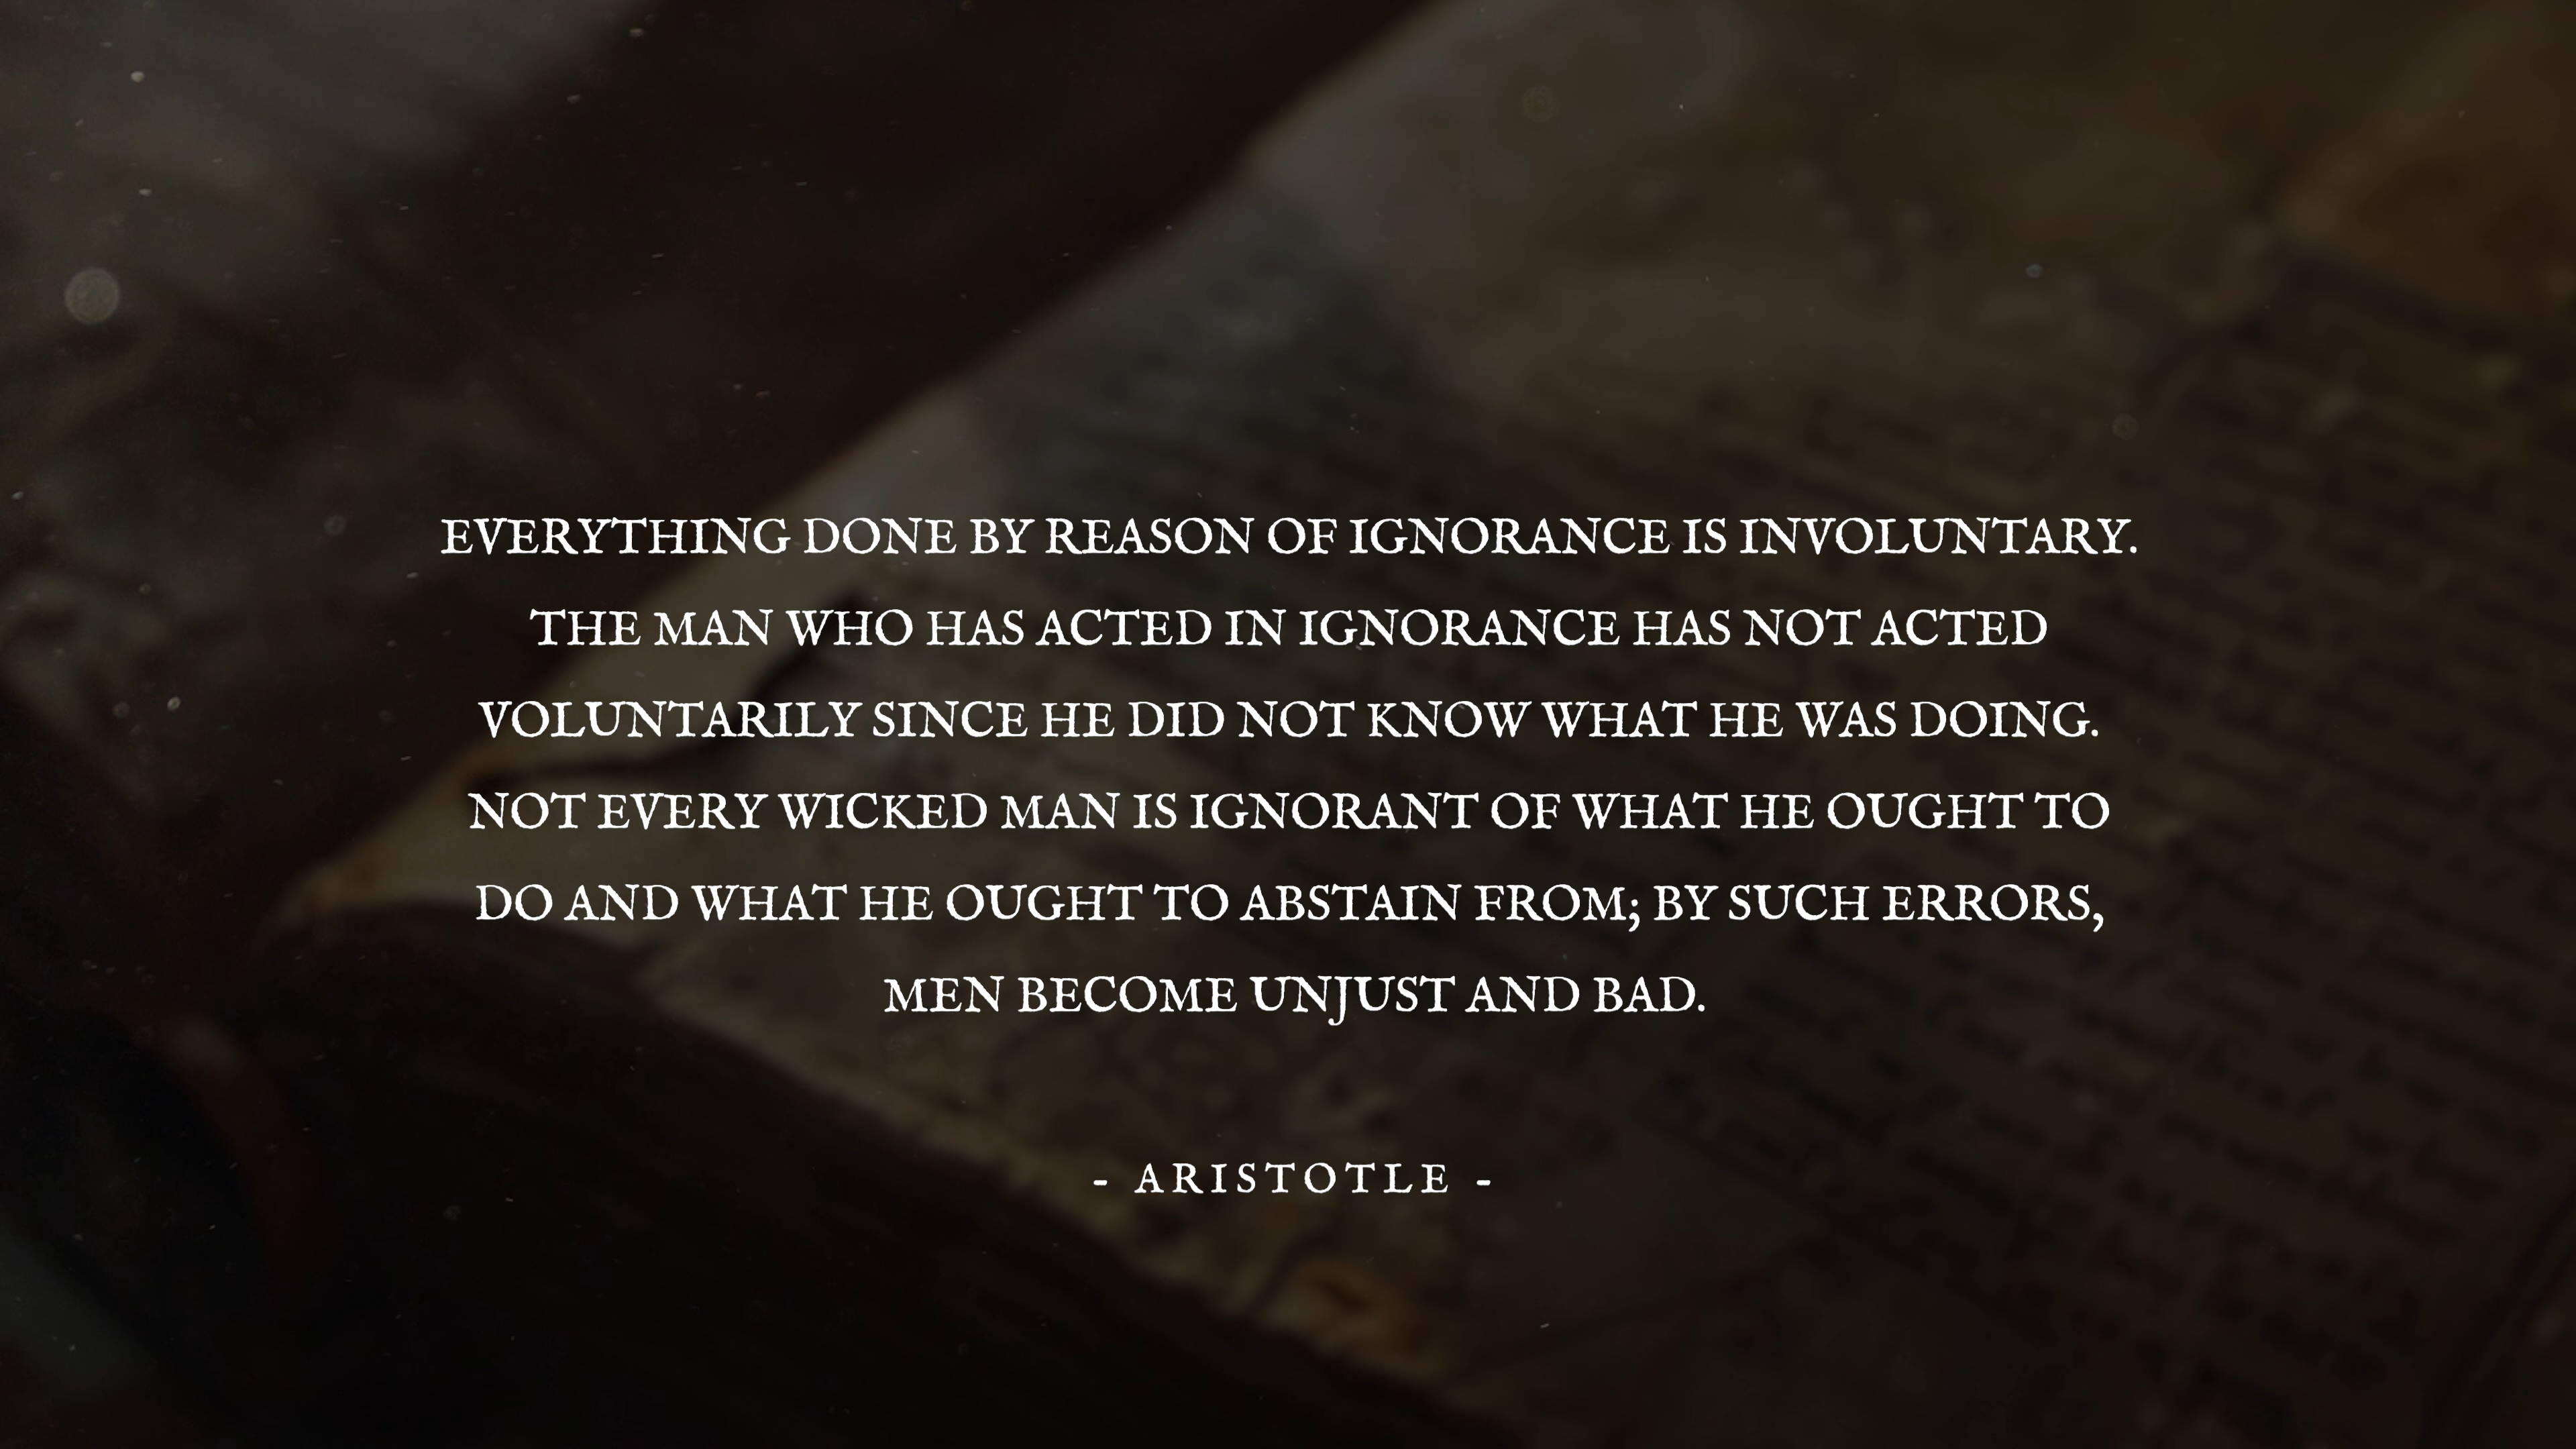 EVERYTHING DONE BY REASON OF IGNORANCE IS INVOLUNTARY.
THE MAN WHO HAS ACTED IN IGNORANCE HAS NOT ACTED
VOLUNTARILY SINCE HE DID NOT KNOW WHAT HE WAS DOING.
NOT EVERY WICKED MAN IS IGNORANT OF WHAT HE OUGHT TO
DO AND WHAT HE OUGHT TO ABSTAIN FROM; BY SUCH ERRORS,
MEN BECOME UNJUST AND BAD.
- ARISTOTLE -